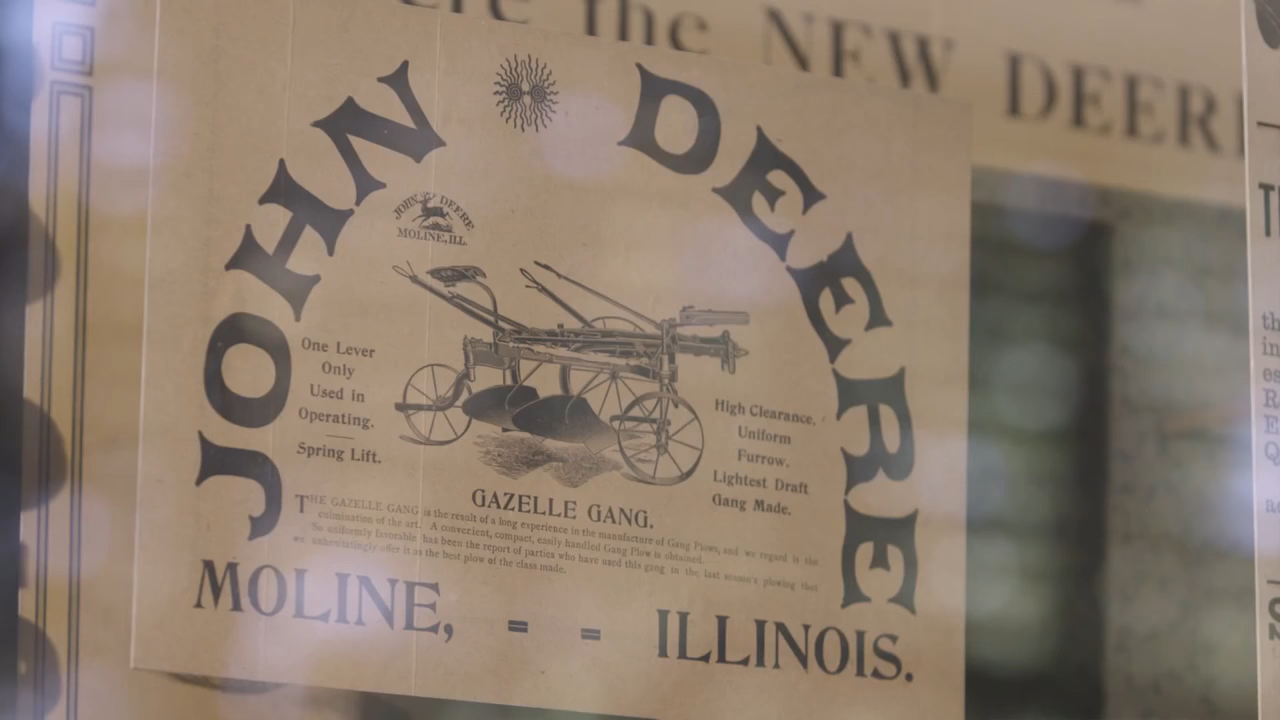 the NEW DEER
JOHN DEERE
JOHN DEERE
MOLINE, ILL.
One Lever
Only
Used in
Operating.
Spring Lift.
High Clearance,
Uniform
Furrow,
Lightest Draft
Gang Made.
GAZELLE GANG.
THE GAZELLE GANG is the result of a long experience in the manufacture of Gang Plows, and we regard is the
culmination of the art. A convenient, compact, easily handled Gang Plow is obtained.
So uniformly favorable has been the report of parties who have used this gang in the last season's plowing that
we unhesitatingly offer it as the best plow of the class made.
MOLINE, = = ILLINOIS.